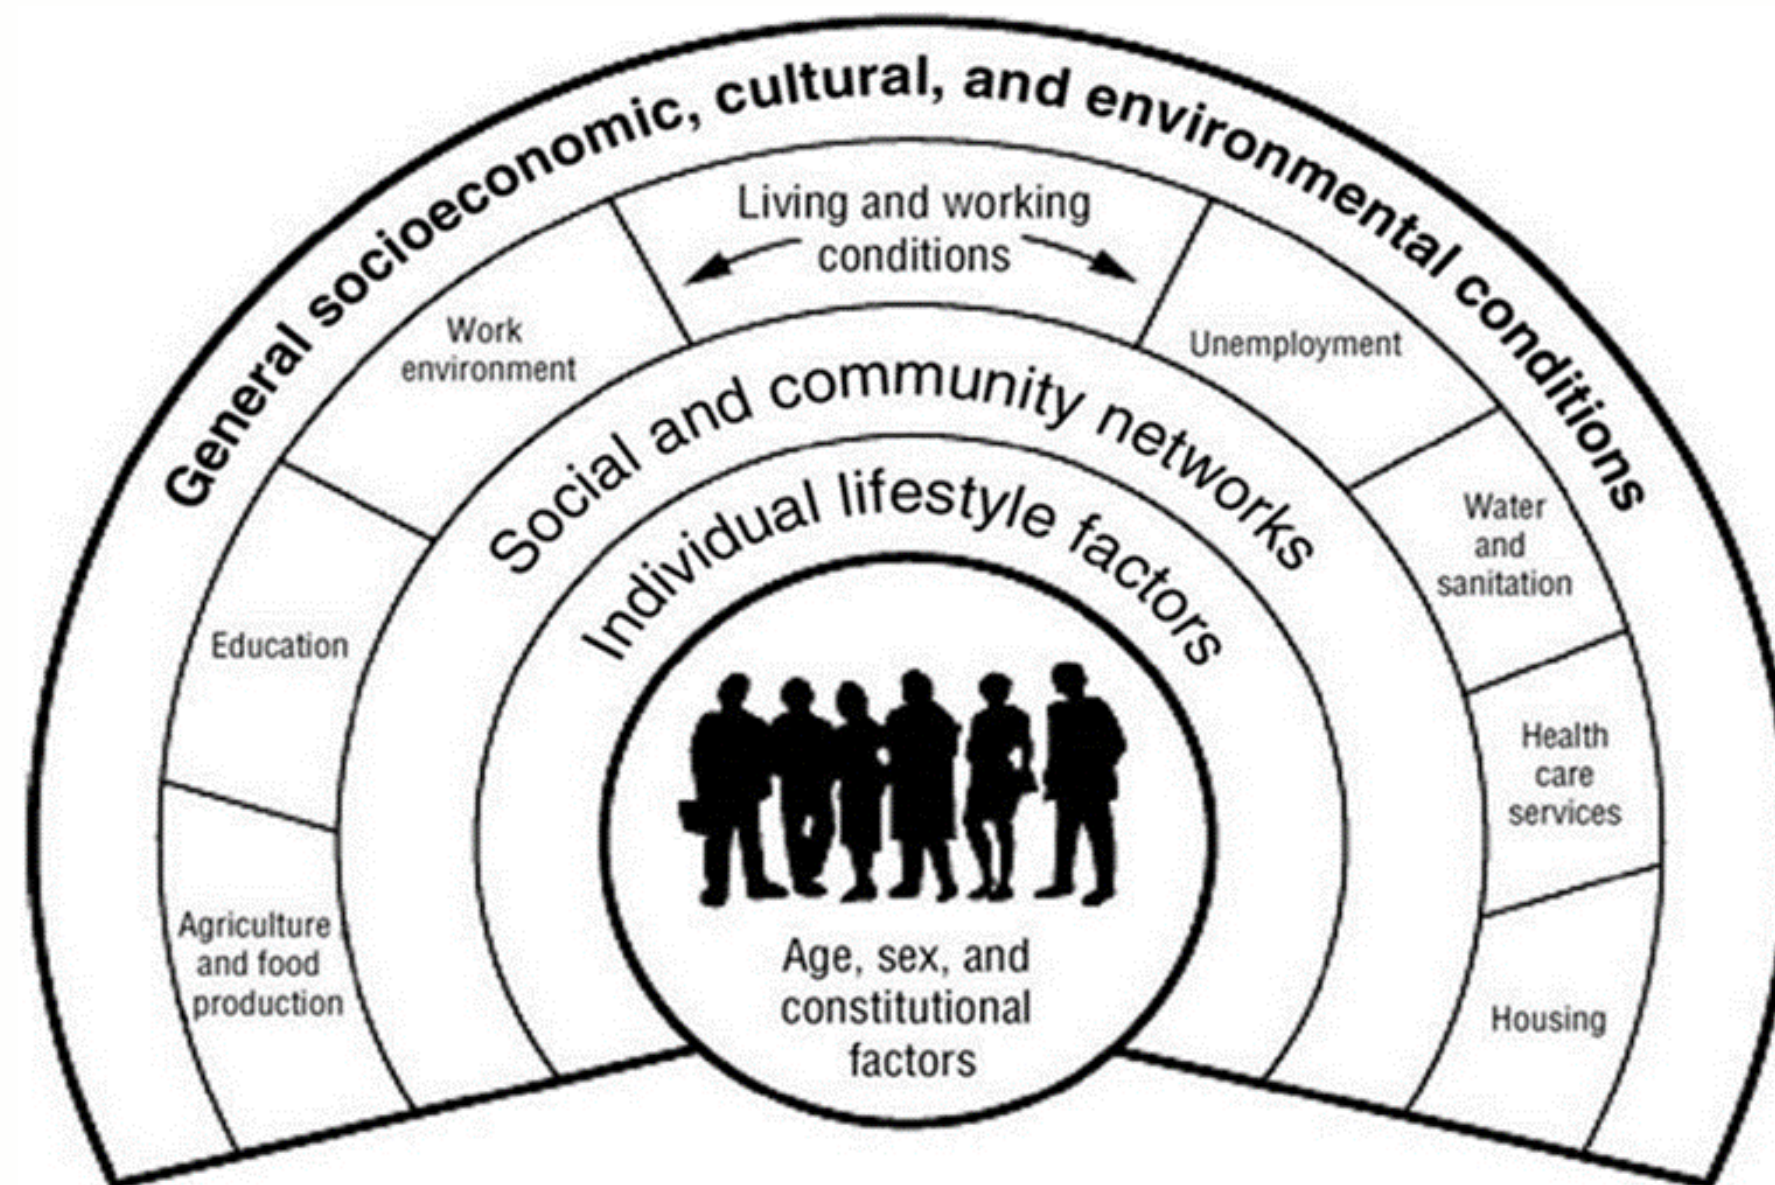 General socioeconomic, cultural, and environmental conditions
Living and working
conditions
Work
environment
Unemployment
Social and community networks
Individual lifestyle factors
Water
and
sanitation
Education
Health
care
services
Agriculture
and food
production
Age, sex, and
constitutional
factors
Housing